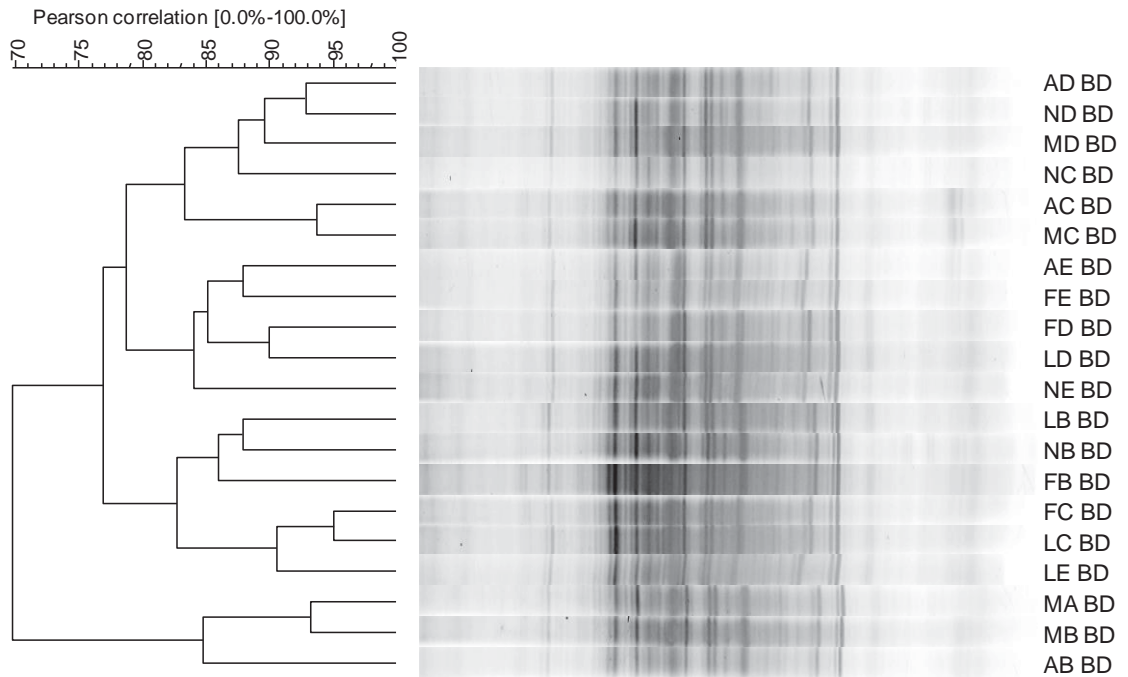 Pearson correlation [0.0%-100.0%]
70 75 80 85 90 95 100
AD BD
ND BD
MD BD
NC BD
AC BD
MC BD
AE BD
FE BD
FD BD
LD BD
NE BD
LB BD
NB BD
FB BD
FC BD
LC BD
LE BD
MA BD
MB BD
AB BD